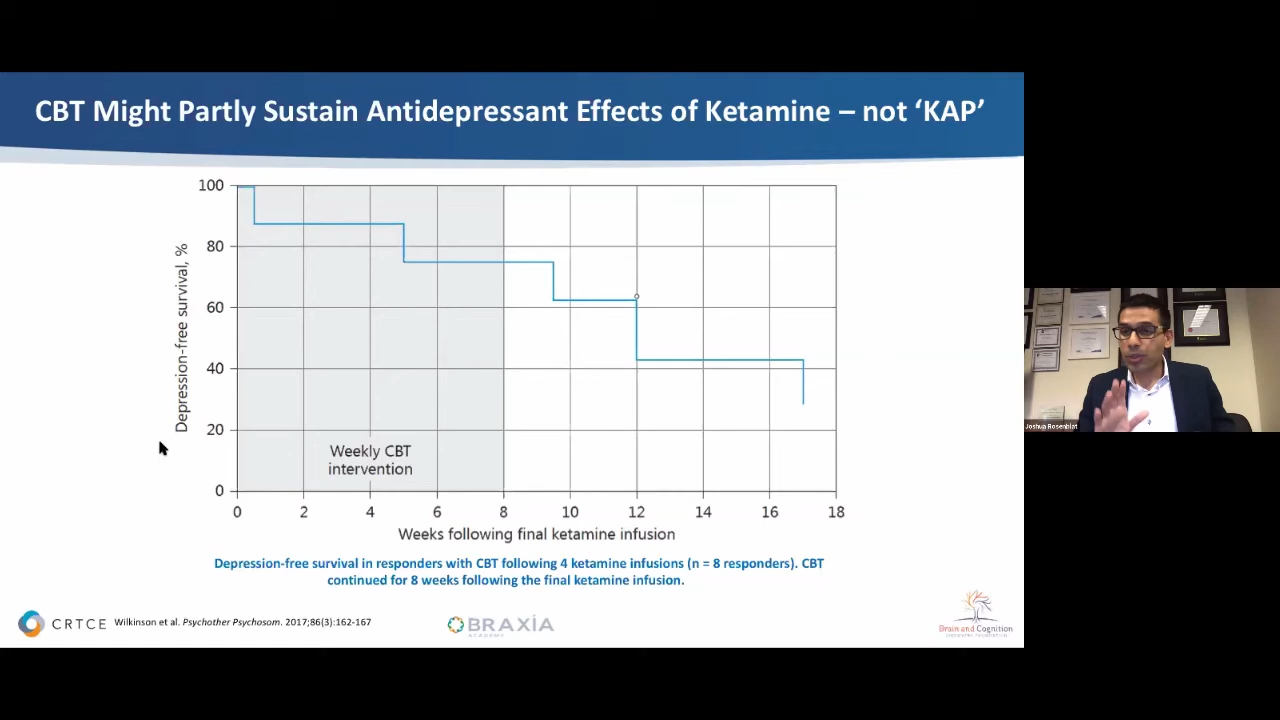 CBT Might Partly Sustain Antidepressant Effects of Ketamine – not ‘KAP’
100
80
60
40
20
0
Depression-free survival, %
Weekly CBT
intervention
0 2 4 6 8 10 12 14 16 18
Weeks following final ketamine infusion
Depression-free survival in responders with CBT following 4 ketamine infusions (n = 8 responders). CBT
continued for 8 weeks following the final ketamine infusion.
CRTCE
Wilkinson et al. Psychother Psychosom. 2017;86(3):162-167
BRAXIA
ACADEMY
Brain and Cognition
DISCOVERY FOUNDATION
Joshua Rosenblat